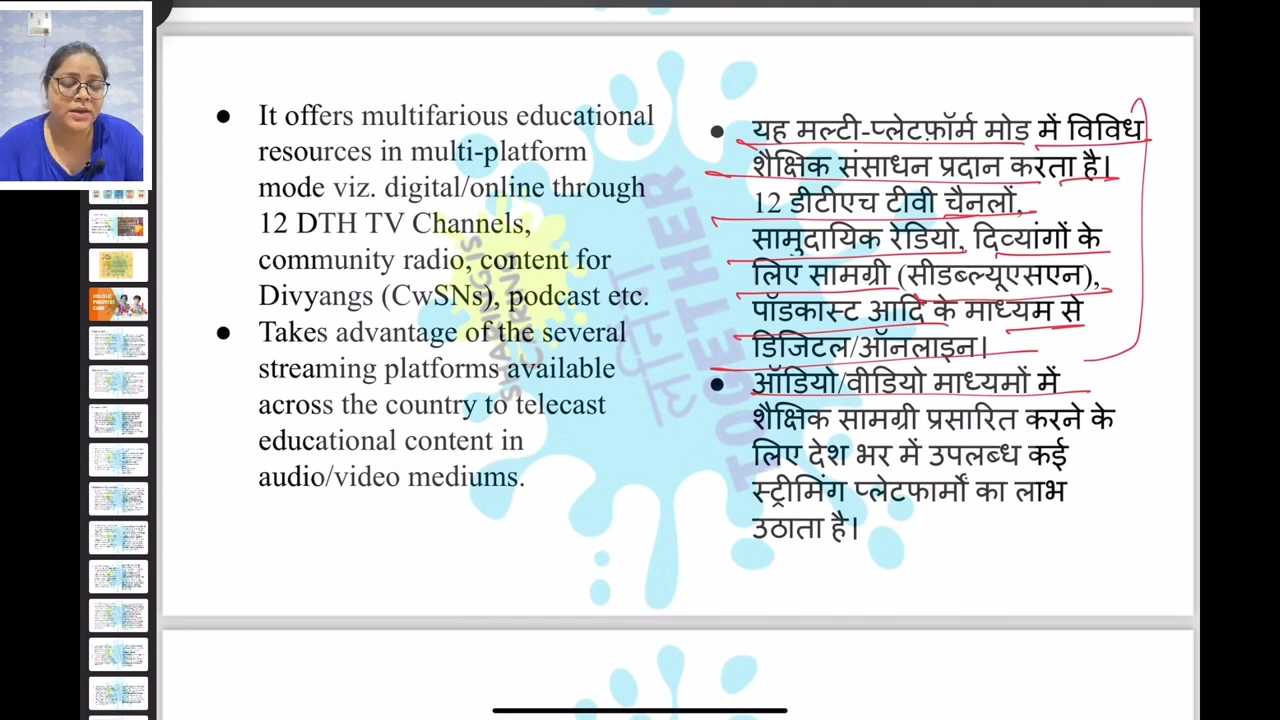 ● It offers multifarious educational
resources in multi-platform
mode viz. digital/online through
12 DTH TV Channels,
community radio, content for
Divyangs (CwSNs), podcast etc.
● Takes advantage of the several
streaming platforms available
across the country to telecast
educational content in
audio/video mediums.
● यह मल्टी-प्लेटफ़ॉर्म मोड में विविध
शैक्षिक संसाधन प्रदान करता है।
12 डीटीएच टीवी चैनलों,
सामुदायिक रेडियो, दिव्यांगों के
लिए सामग्री (सीडब्ल्यूएसएन),
पॉडकास्ट आदि के माध्यम से
डिजिटल/ऑनलाइन।
● ऑडियो/वीडियो माध्यमों में
शैक्षिक सामग्री प्रसारित करने के
लिए देश भर में उपलब्ध कई
स्ट्रीमिंग प्लेटफार्मों का लाभ
उठाता है।
TOGETHER